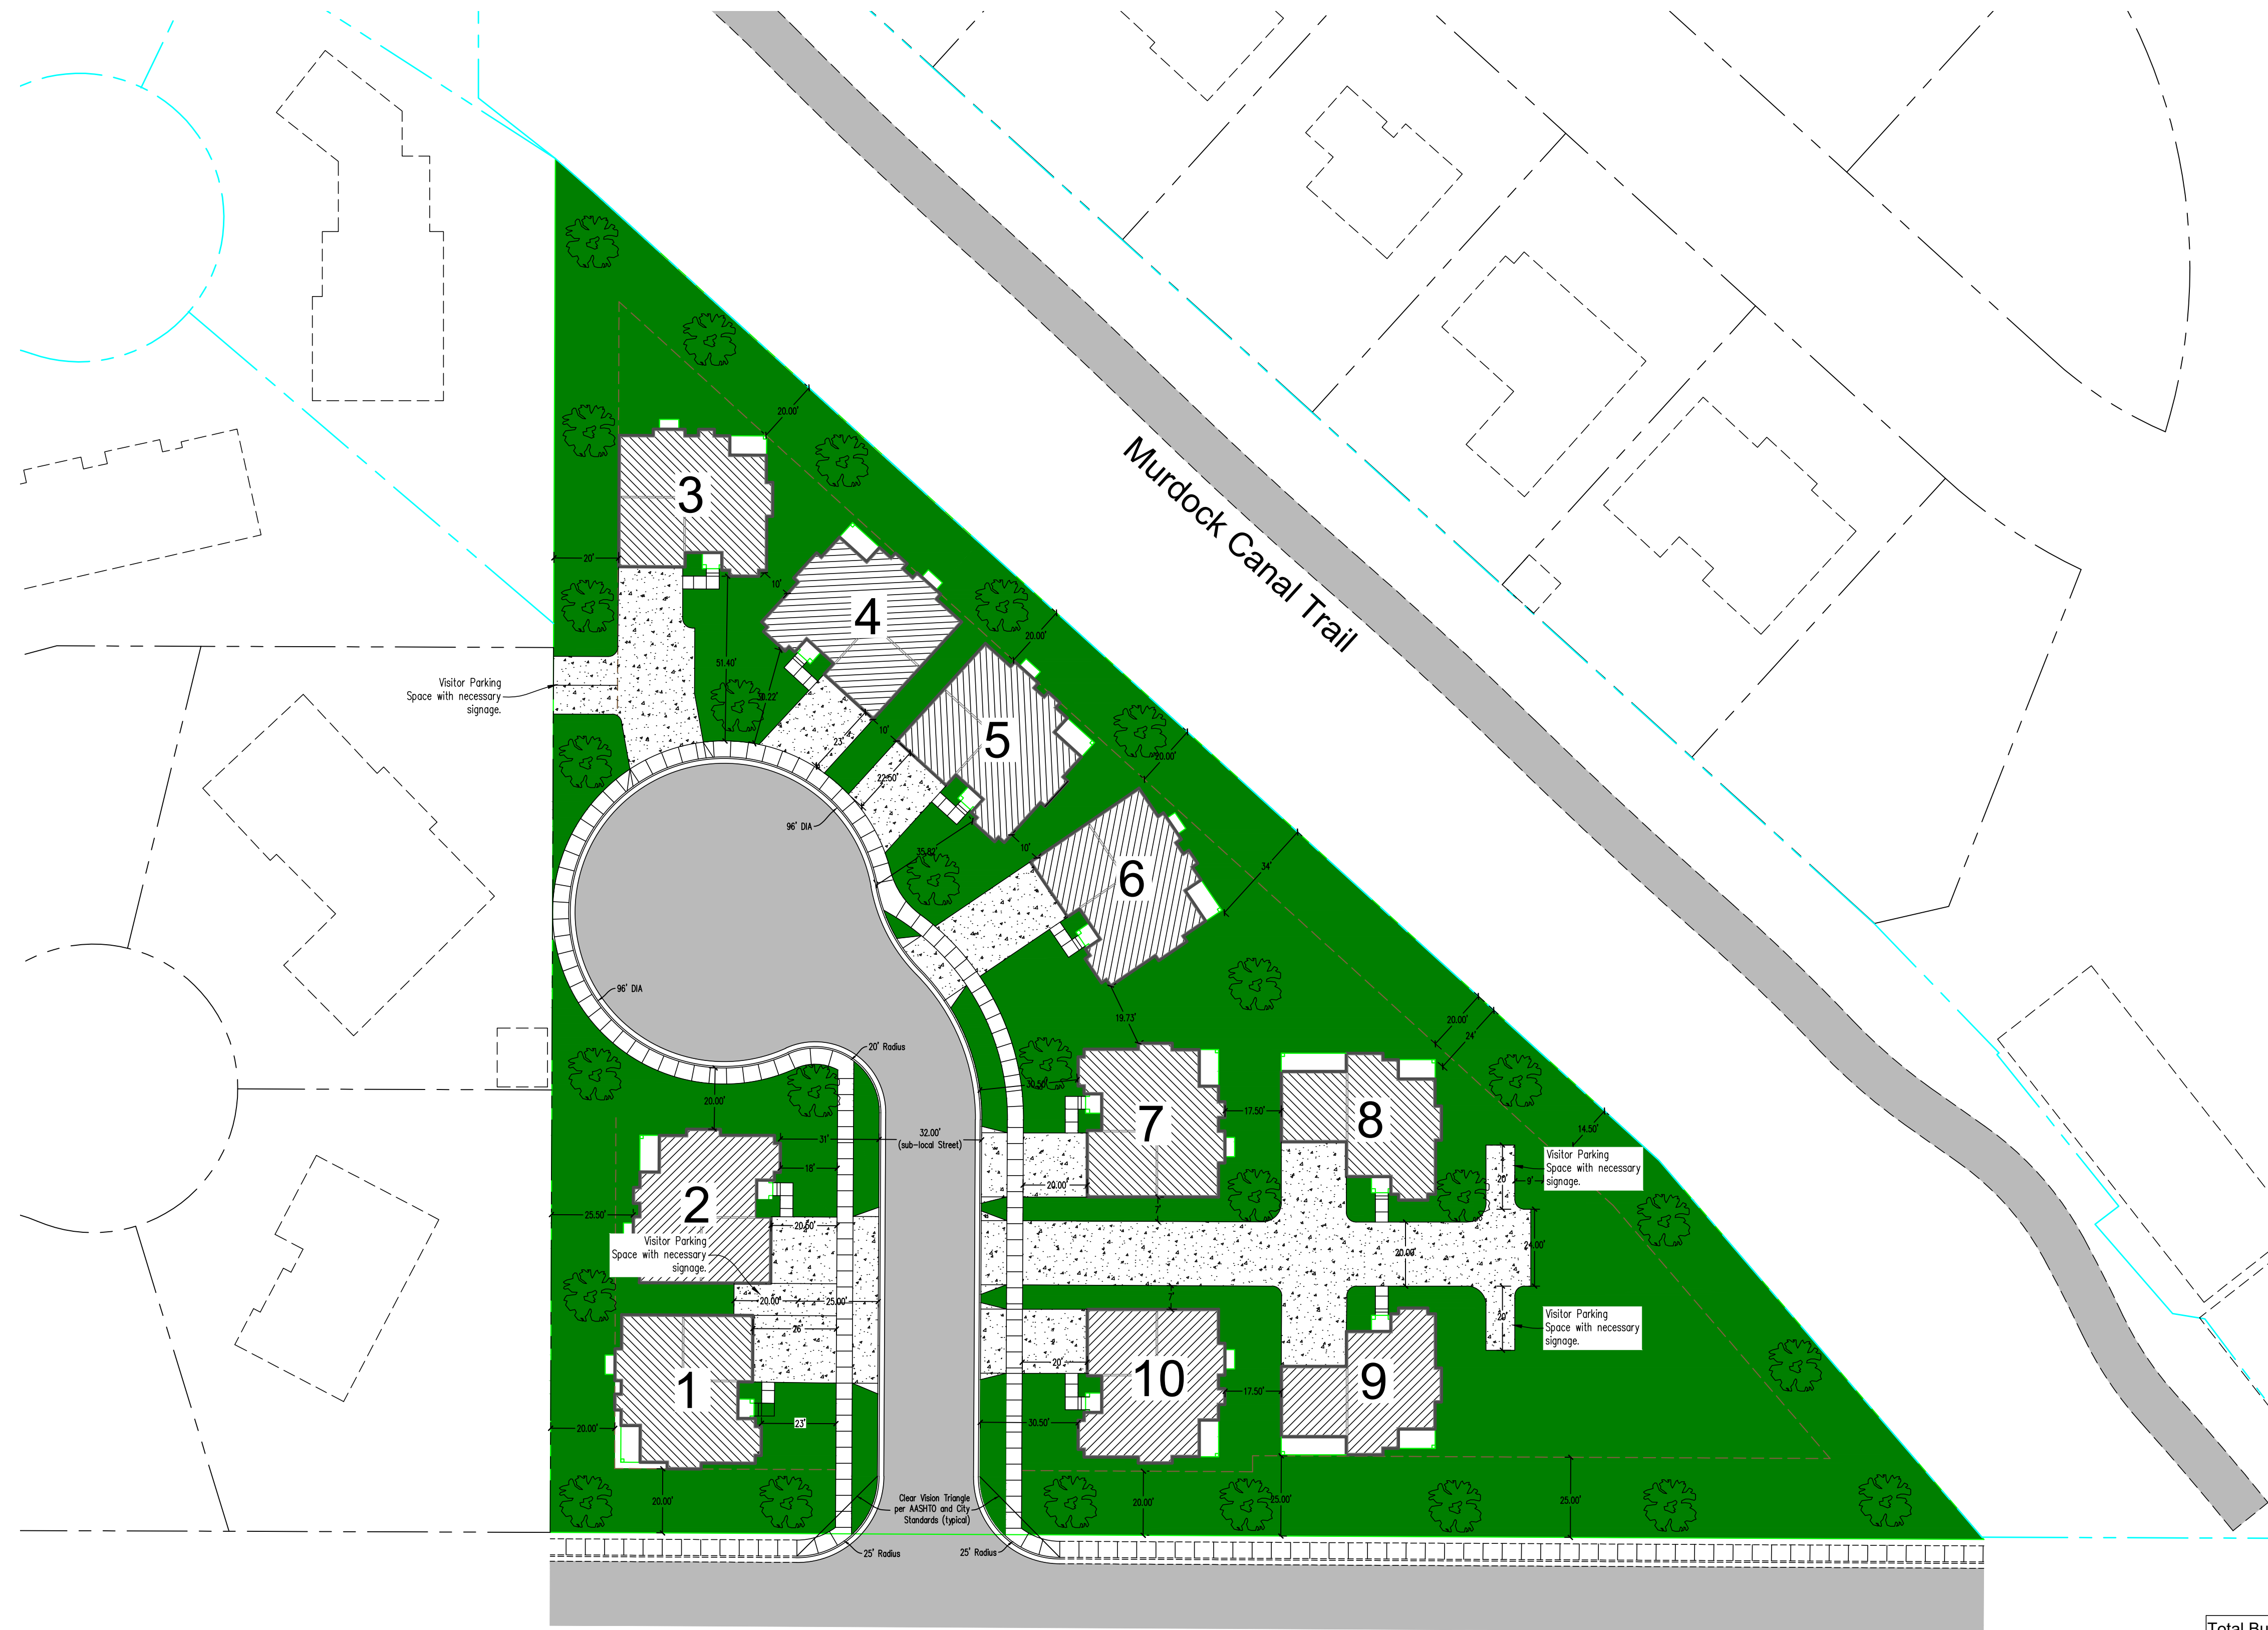 20.00'
Murdock Canal Trail
3
20'
10'
4
20.00'
51.40'
Visitor Parking
Space with necessary
signage.
23'
10'
5
20.00'
22.50'
96' DIA
10'
6
34'
96' DIA
19.73'
20.00'
24'
20' Radius
30.50'
20.00'
7
17.50'
8
14.50'
32.00'
(sub-local Street)
31'
18'
Visitor Parking
Space with necessary
signage.
20'
9'
20.00'
2
25.50'
20.50'
7'
Visitor Parking
Space with necessary
signage.
20.00'
24.00'
20.00'
25.00'
7'
26'
Visitor Parking
Space with necessary
signage.
20'
20'
1
10
17.50'
9
23'
30.50'
20.00'
20.00'
Clear Vision Triangle
per AASHTO and City
Standards (typical)
20.00'
25.00'
25.00'
25' Radius
25' Radius
Total Bu